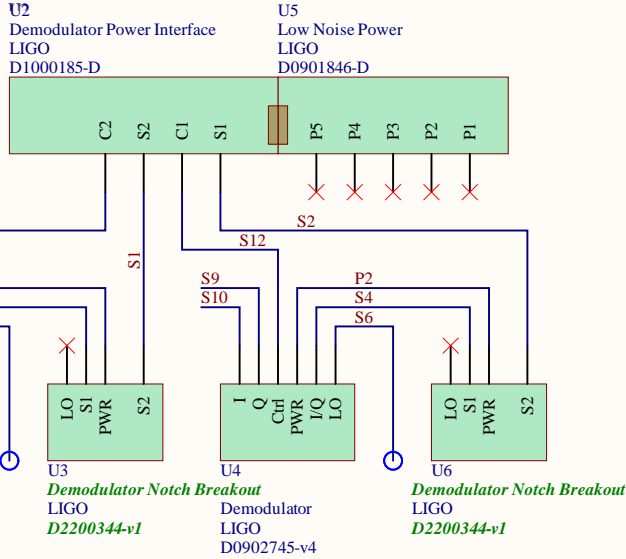 U2
Demodulator Power Interface
LIGO
D1000185-D
U5
Low Noise Power
LIGO
D0901846-D
C2
S2
C1
S1
P5
P4
P3
P2
P1
S2
S12
S1
S9
S10
P2
S4
S6
LO
S1
PWR
S2
I
Q
Ctrl
PWR
I/Q
LO
LO
S1
PWR
S2
U3
Demodulator Notch Breakout
LIGO
D2200344-v1
U4
Demodulator
LIGO
D0902745-v4
U6
Demodulator Notch Breakout
LIGO
D2200344-v1